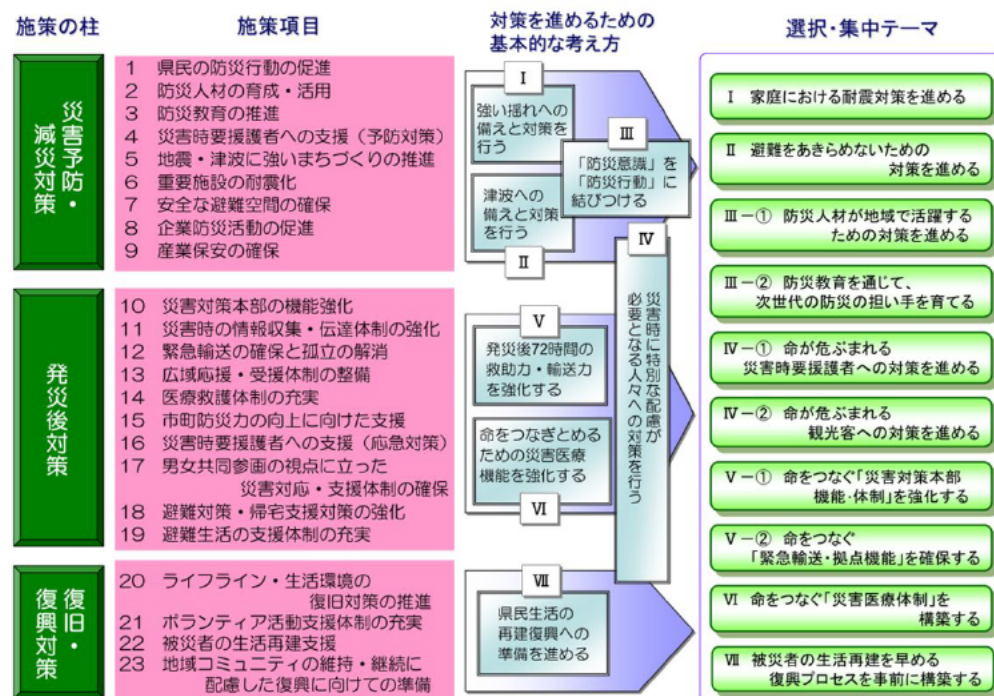 施策の柱
施策項目
対策を進めるための
基本的な考え方
選択・集中テーマ
災害予防・
減災対策
1 県民の防災行動の促進
2 防災人材の育成・活用
3 防災教育の推進
4 災害時要援護者への支援（予防対策）
5 地震・津波に強いまちづくりの推進
6 重要施設の耐震化
7 安全な避難空間の確保
8 企業防災活動の促進
9 産業保安の確保
発災後対策
10 災害対策本部の機能強化
11 災害時の情報収集・伝達体制の強化
12 緊急輸送の確保と孤立の解消
13 広域応援・受援体制の整備
14 医療救護体制の充実
15 市町防災力の向上に向けた支援
16 災害時要援護者への支援（応急対策）
17 男女共同参画の視点に立った
災害対応・支援体制の確保
18 避難対策・帰宅支援対策の強化
19 避難生活の支援体制の充実
復旧・
復興対策
20 ライフライン・生活環境の
復旧対策の推進
21 ボランティア活動支援体制の充実
22 被災者の生活再建支援
23 地域コミュニティの維持・継続に
配慮した復興に向けての準備
Ⅰ
強い揺れへの
備えと対策を
行う
津波への
備えと対策
を行う
Ⅱ
Ⅲ
「防災意識」を
「防災行動」に
結びつける
Ⅳ
災害時に特別な配慮が
必要となる人々への対策を行う
Ⅴ
発災後72時間の
救助力・輸送力
を強化する
命をつなぎとめる
ための災害医療
機能を強化する
Ⅵ
Ⅶ
県民生活の
再建復興への
準備を進める
Ⅰ 家庭における耐震対策を進める
Ⅱ 避難をあきらめないための
対策を進める
Ⅲ－① 防災人材が地域で活躍する
ための対策を進める
Ⅲ－② 防災教育を通じて、
次世代の防災の担い手を育てる
Ⅳ－① 命が危ぶまれる
災害時要援護者への対策を進める
Ⅳ－② 命が危ぶまれる
観光客への対策を進める
Ⅴ－① 命をつなぐ「災害対策本部
機能・体制」を強化する
Ⅴ－② 命をつなぐ
「緊急輸送・拠点機能」を確保する
Ⅵ 命をつなぐ「災害医療体制」を
構築する
Ⅶ 被災者の生活再建を早める
復興プロセスを事前に構築する